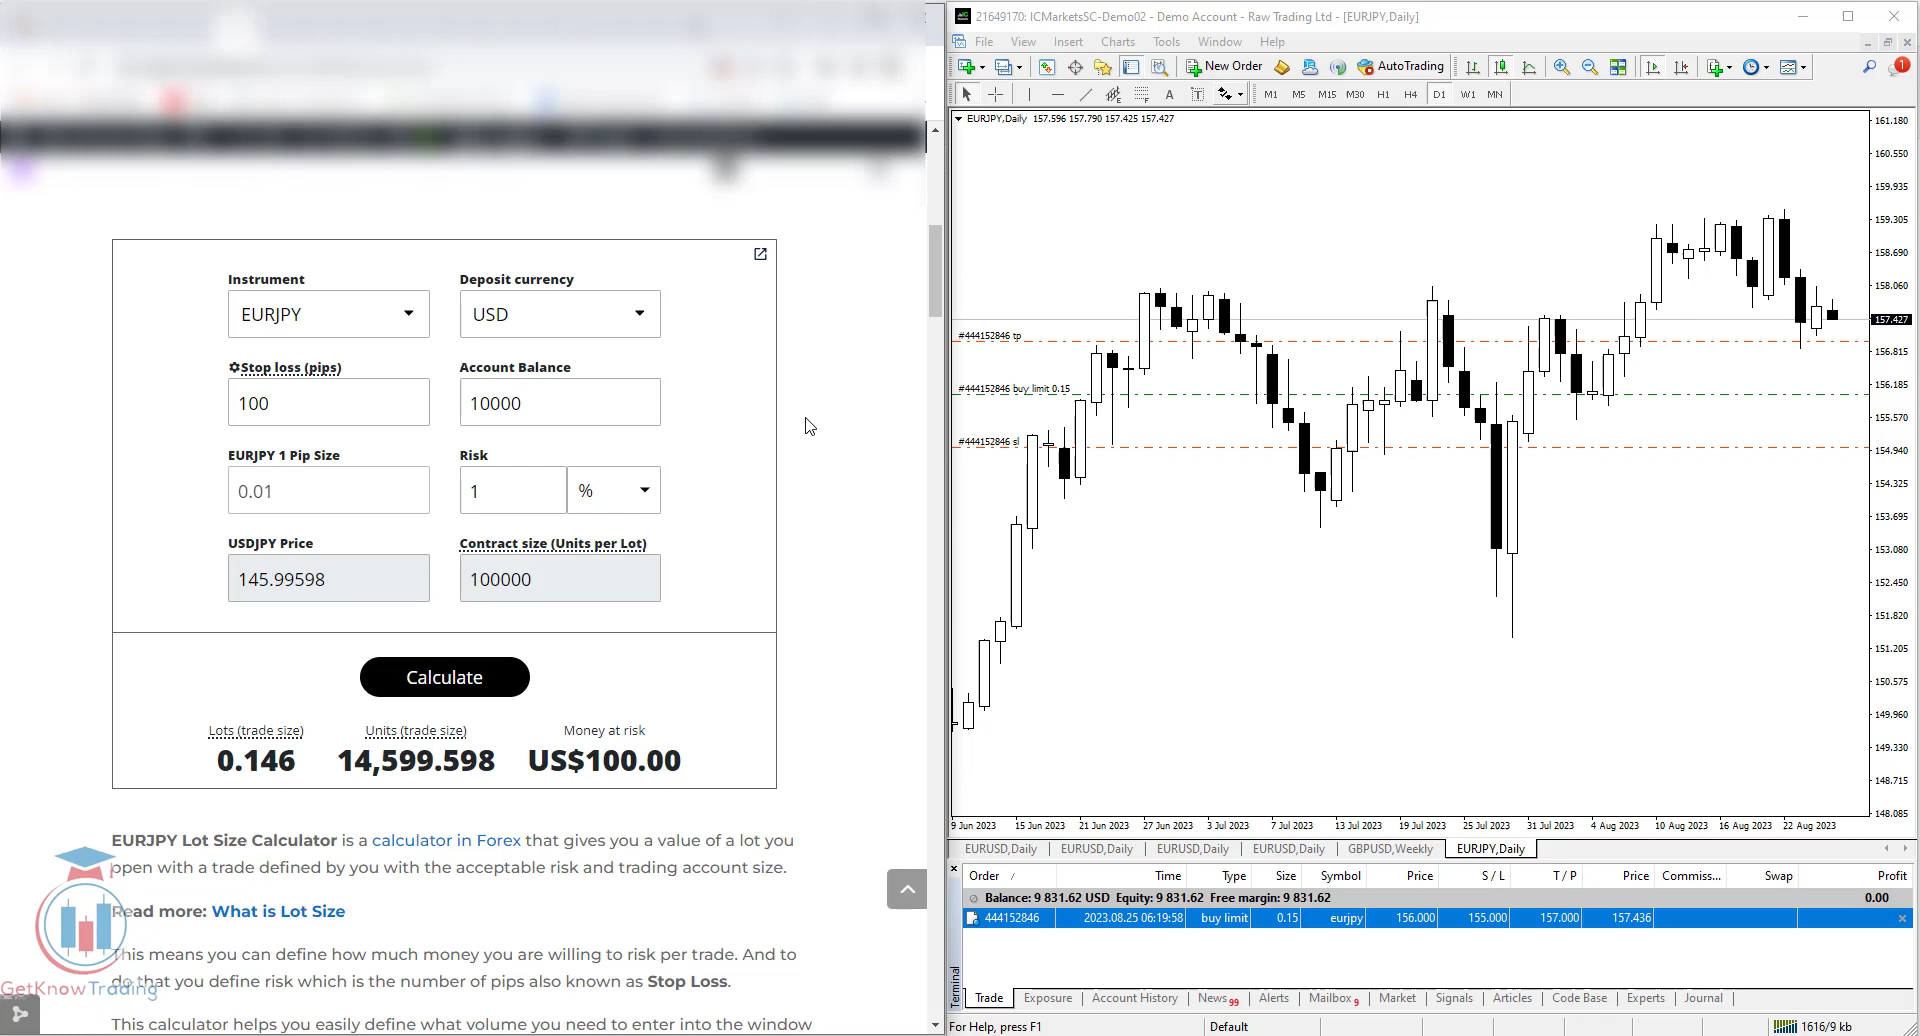 Instrument
Deposit currency
EURJPY
USD
Stop loss (pips)
Account Balance
100
10000
EURJPY 1 Pip Size
Risk
0.01
1
%
USDJPY Price
Contract size (Units per Lot)
145.99598
100000
Calculate
Lots (trade size)
Units (trade size)
Money at risk
0.146
14,599.598
US$100.00
EURJPY Lot Size Calculator is a calculator in Forex that gives you a value of a lot you
open with a trade defined by you with the acceptable risk and trading account size.
Read more: What is Lot Size
This means you can define how much money you are willing to risk per trade. And to
do that you define risk which is the number of pips also known as Stop Loss.
This calculator helps you easily define what volume you need to enter into the window
GetKnowTrading
21649170: ICMarketsSC-Demo02 - Demo Account - Raw Trading Ltd - [EURJPY,Daily]
File View Insert Charts Tools Window Help
New Order AutoTrading 1
A T M1 M5 M15 M30 H1 H4 D1 W1 MN
EURJPY,Daily 157.596 157.790 157.425 157.427
161.180
160.550
159.935
159.305
158.690
158.060
157.427
#444152846 tp
156.815
156.185
#444152846 buy limit 0.15
155.570
#444152846 sl
154.940
154.325
153.695
153.080
152.450
151.820
151.205
150.575
149.960
149.330
148.715
148.085
9 Jun 2023 15 Jun 2023 21 Jun 2023 27 Jun 2023 3 Jul 2023 7 Jul 2023 13 Jul 2023 19 Jul 2023 25 Jul 2023 31 Jul 2023 4 Aug 2023 10 Aug 2023 16 Aug 2023 22 Aug 2023
EURUSD,Daily EURUSD,Daily EURUSD,Daily EURUSD,Daily GBPUSD,Weekly EURJPY,Daily
Order Time Type Size Symbol Price S / L T / P Price Commiss... Swap Profit
Balance: 9 831.62 USD Equity: 9 831.62 Free margin: 9 831.62 0.00
444152846 2023.08.25 06:19:58 buy limit 0.15 eurjpy 156.000 155.000 157.000 157.436
Terminal
Trade Exposure Account History News 99 Alerts Mailbox 9 Market Signals Articles Code Base Experts Journal
For Help, press F1 Default 1616/9 kb